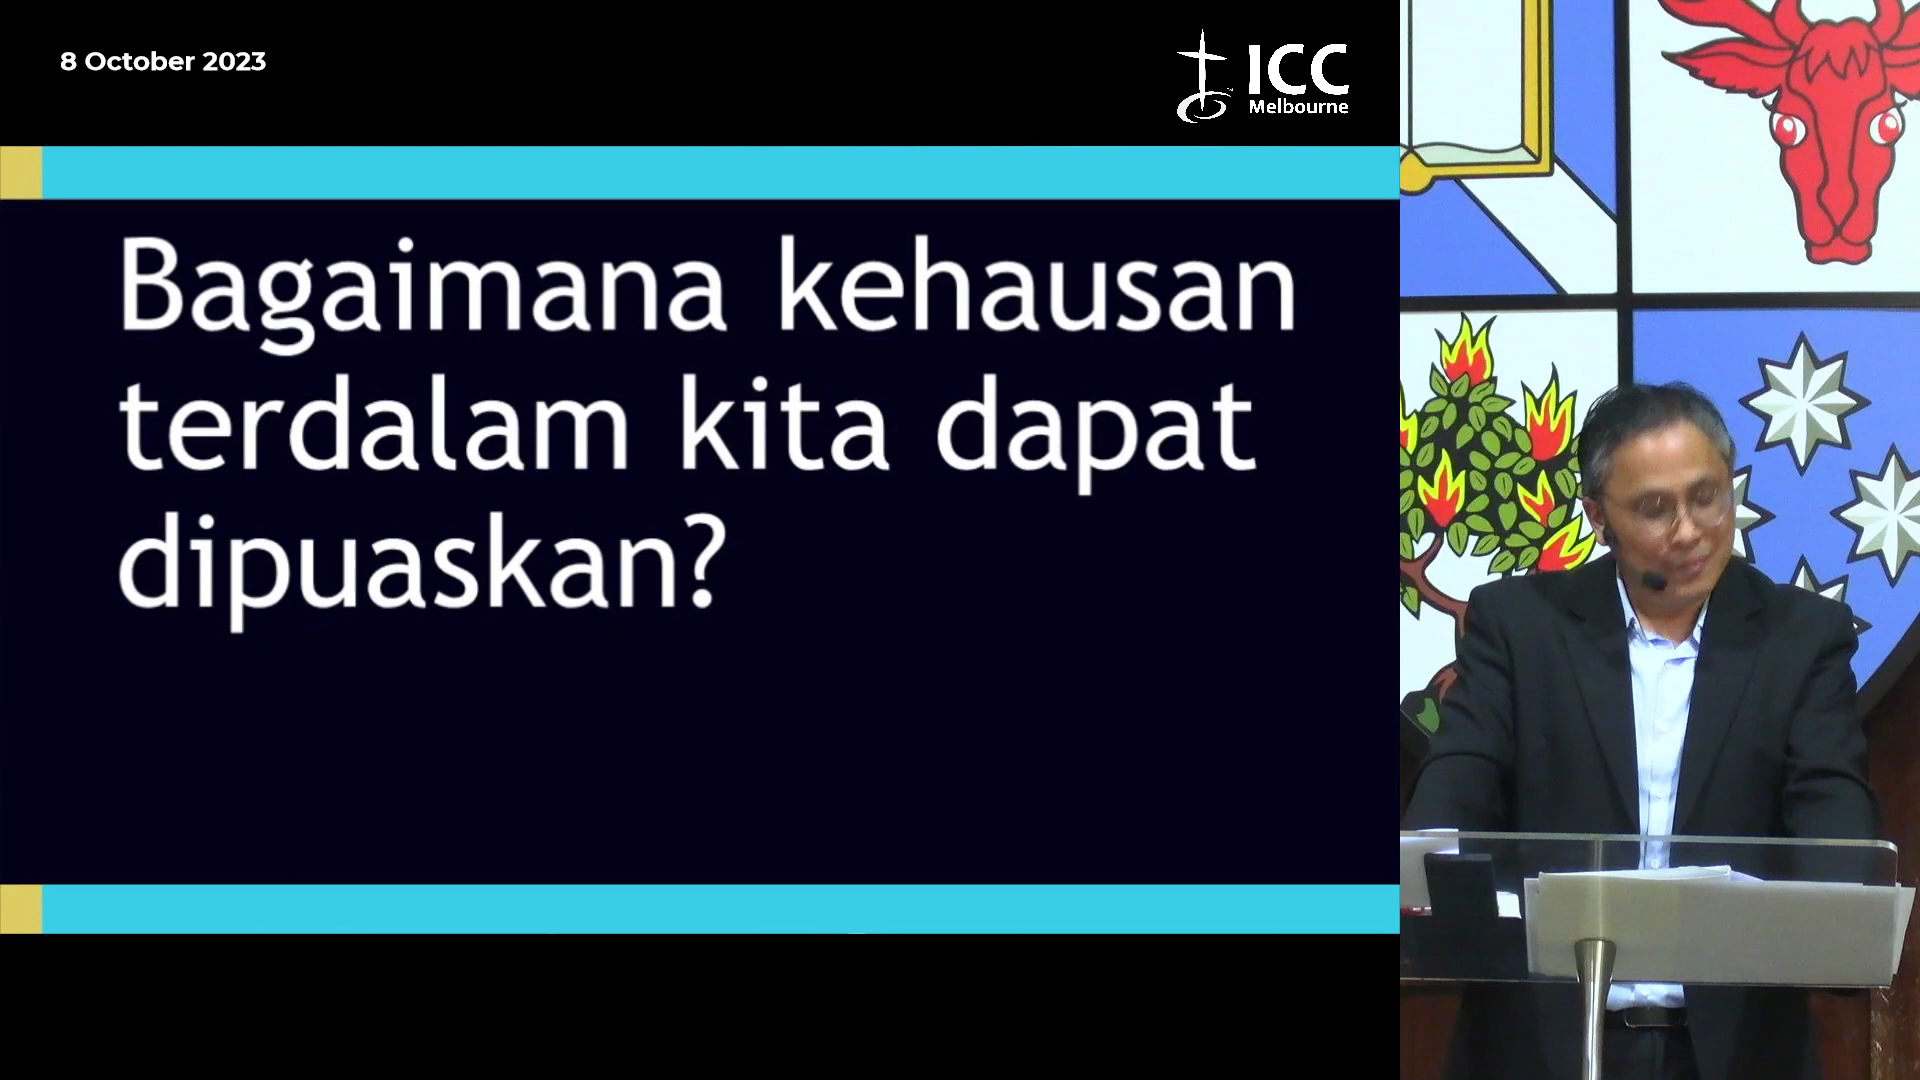 8 October 2023
ICC
Melbourne
Bagaimana kehausan
terdalam kita dapat
dipuaskan?